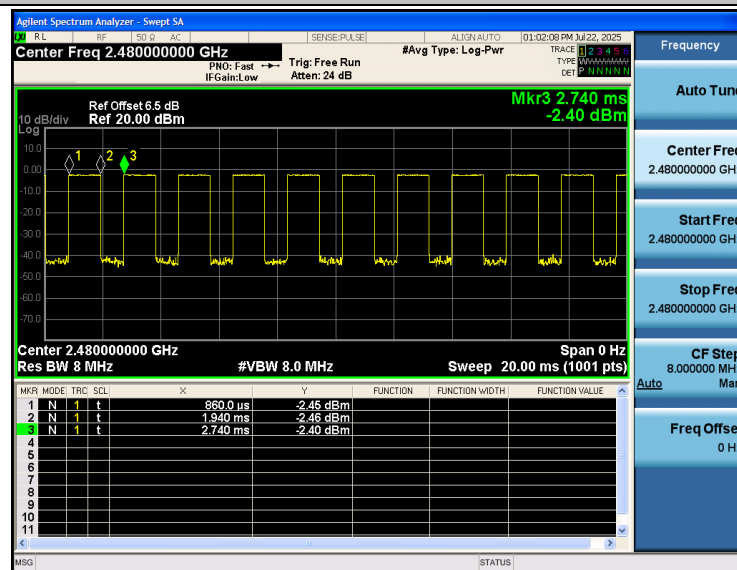 Agilent Spectrum Analyzer - Swept SA
LXI RL RF 50 Ω AC SENSE:PULSE ALIGN AUTO 01:02:08 PM Jul 22, 2025
Center Freq 2.480000000 GHz #Avg Type: Log-Pwr TRACE 1 2 3 4 5 6
PNO: Fast Trig: Free Run TYPE
IFGain:Low Atten: 24 dB DET P N N N N N
Mkr3 2.740 ms
Ref Offset 6.5 dB
10 dB/div Ref 20.00 dBm -2.40 dBm
Log
10.0
1 2 3
0.00
-10.0
-20.0
-30.0
-40.0
-50.0
-60.0
-70.0
Center 2.480000000 GHz Span 0 Hz
Res BW 8 MHz #VBW 8.0 MHz Sweep 20.00 ms (1001 pts)
MKR MODE TRC SCL X Y FUNCTION FUNCTION WIDTH FUNCTION VALUE
1 N 1 t 860.0 µs -2.45 dBm
2 N 1 t 1.940 ms -2.46 dBm
3 N 1 t 2.740 ms -2.40 dBm
4
5
6
7
8
9
10
11
MSG STATUS
Frequency
Auto Tun
Center Fre
2.480000000 GH
Start Fre
2.480000000 GH
Stop Fre
2.480000000 GH
CF Step
8.000000 MH
Auto Man
Freq Offse
0 H